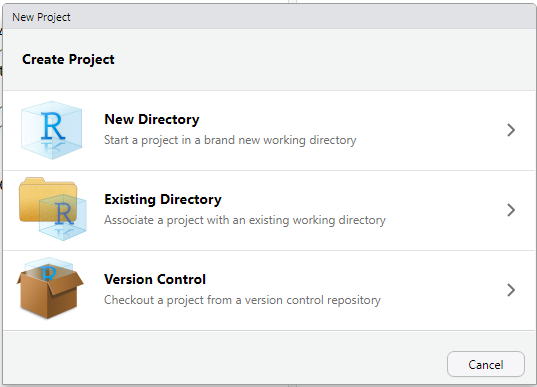 New Project
Create Project
New Directory
Start a project in a brand new working directory
Existing Directory
Associate a project with an existing working directory
Version Control
Checkout a project from a version control repository
Cancel